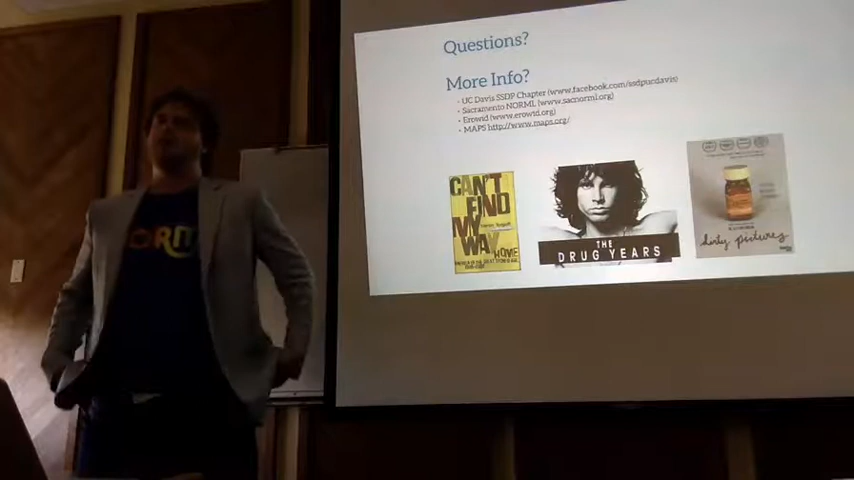 Questions?
More Info?
• UC Davis SSDP Chapter (www.facebook.com/ssdpucdavis)
• Sacramento NORML (www.sacnorml.org)
• Erowid (www.erowid.org)
• MAPS http://www.maps.org/
CAN'T
FIND
MY
WAY
HOME
THE
DRUG YEARS
dirty pictures